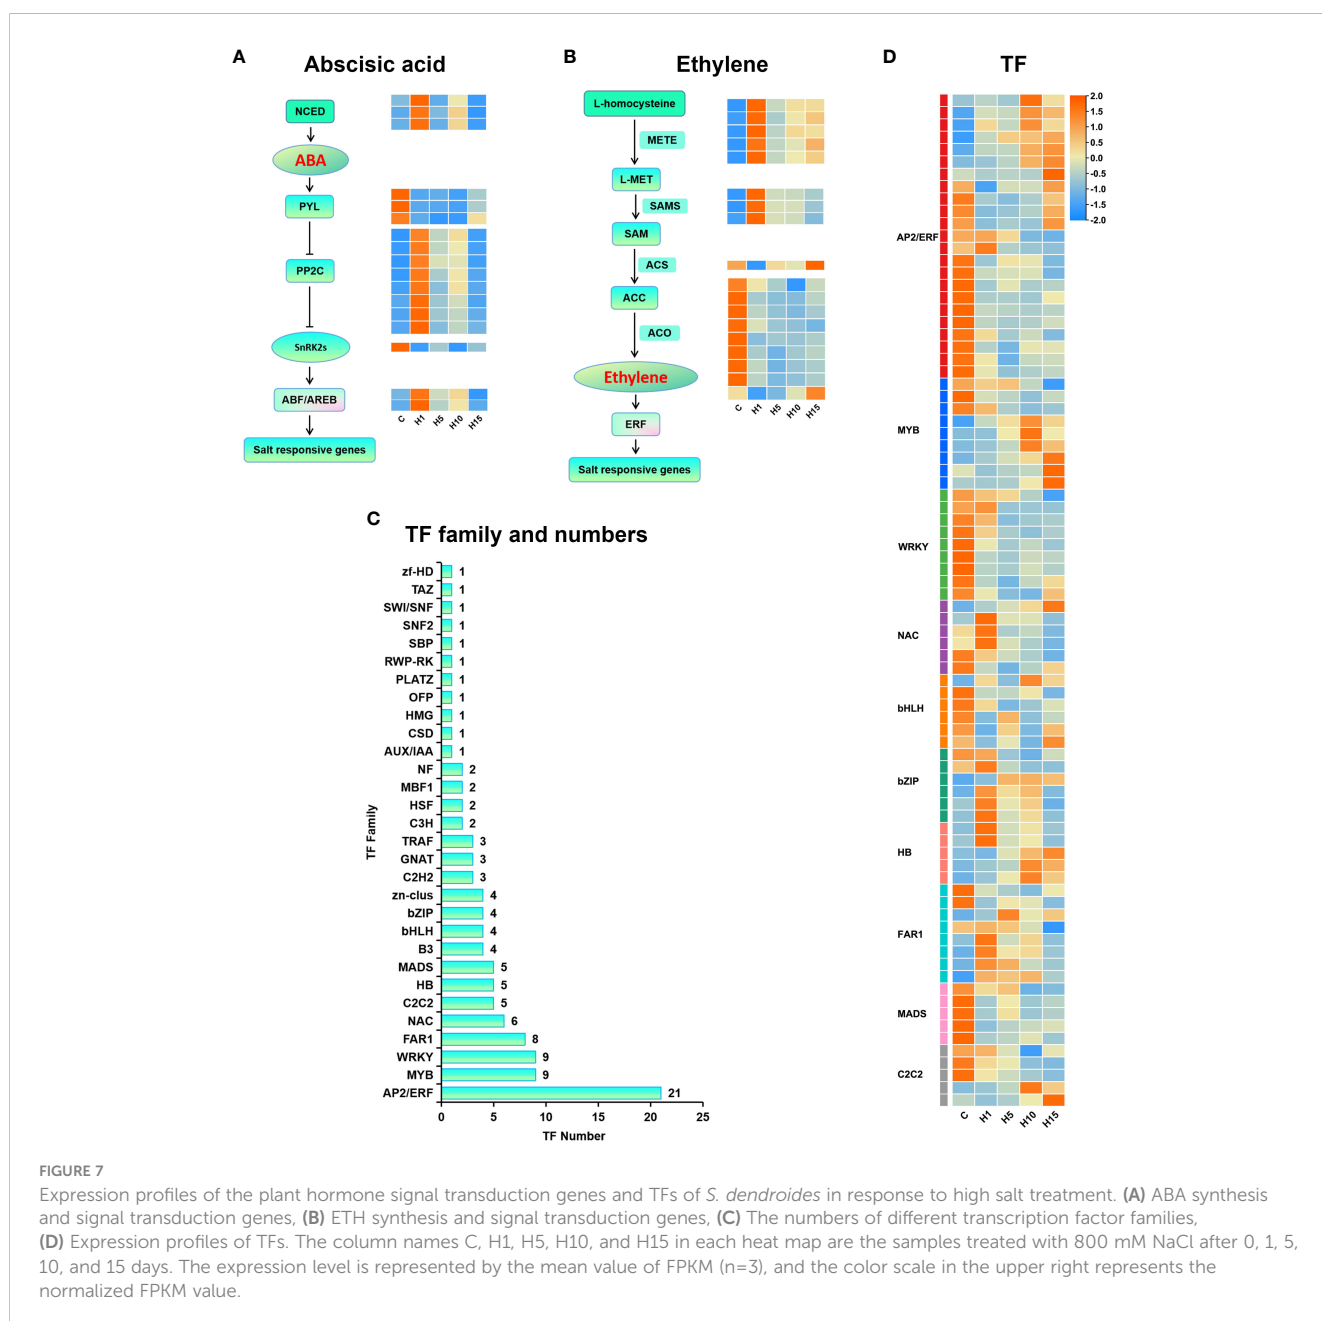 A
Abscisic acid
NCED
ABA
PYL
PP2C
SnRK2s
ABF/AREB
Salt responsive genes
C H1 H5 H10 H15
B
Ethylene
L-homocysteine
METE
L-MET
SAMS
SAM
ACS
ACC
ACO
Ethylene
ERF
Salt responsive genes
C H1 H5 H10 H15
C
TF family and numbers
TF Family
zf-HD 1
TAZ 1
SWI/SNF 1
SNF2 1
SBP 1
RWP-RK 1
PLATZ 1
OFP 1
HMG 1
CSD 1
AUX/IAA 1
NF 2
MBF1 2
HSF 2
C3H 2
TRAF 3
GNAT 3
C2H2 3
zn-clus 4
bZIP 4
bHLH 4
B3 4
MADS 5
HB 5
C2C2 5
NAC 6
FAR1 8
WRKY 9
MYB 9
AP2/ERF 21
0 5 10 15 20 25
TF Number
D
TF
2.0
1.5
1.0
0.5
0.0
-0.5
-1.0
-1.5
-2.0
AP2/ERF
MYB
WRKY
NAC
bHLH
bZIP
HB
FAR1
MADS
C2C2
C H1 H5 H10 H15
FIGURE 7
Expression profiles of the plant hormone signal transduction genes and TFs of S. dendroides in response to high salt treatment. (A) ABA synthesis
and signal transduction genes, (B) ETH synthesis and signal transduction genes, (C) The numbers of different transcription factor families,
(D) Expression profiles of TFs. The column names C, H1, H5, H10, and H15 in each heat map are the samples treated with 800 mM NaCl after 0, 1, 5,
10, and 15 days. The expression level is represented by the mean value of FPKM (n=3), and the color scale in the upper right represents the
normalized FPKM value.